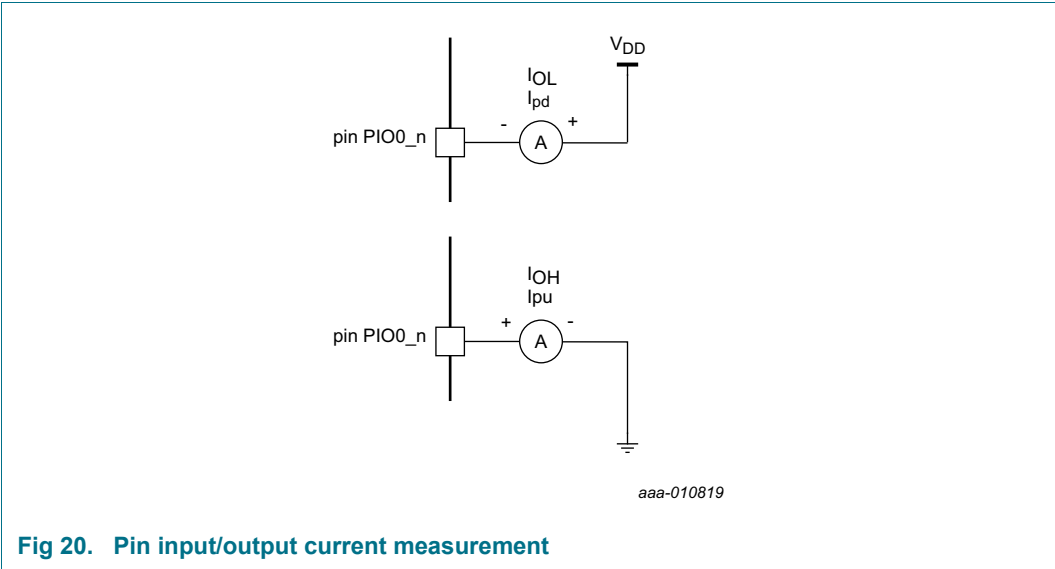 V_DD
I_OL
I_pd
- +
pin PIO0_n
A
I_OH
Ipu
+ -
pin PIO0_n
A
aaa-010819
Fig 20. Pin input/output current measurement